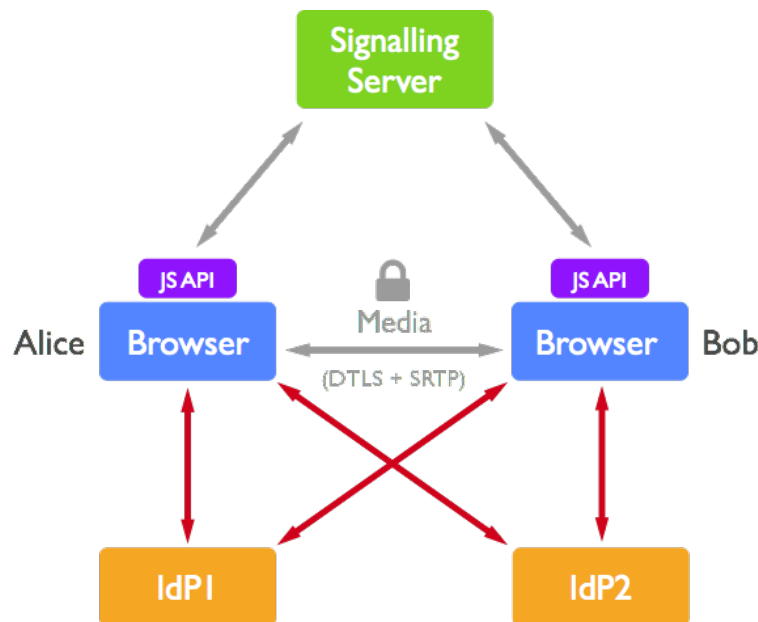 Signalling
Server
JS API
JS API
Media
Alice
Browser
Browser
Bob
(DTLS + SRTP)
IdP1
IdP2